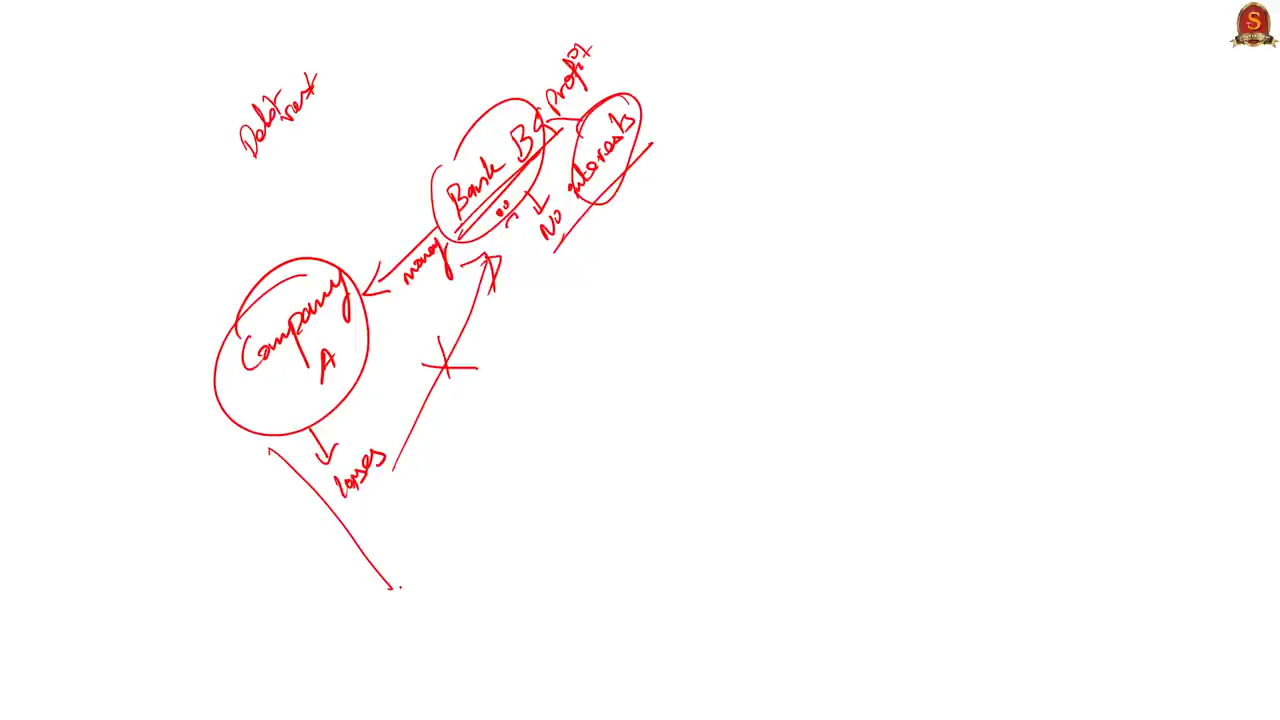 Debt
Profit
Bank B
No interests
money
Company
A
losses
S